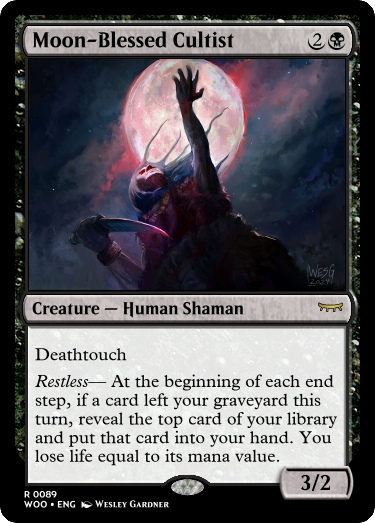 Moon-Blessed Cultist 2
WESG
2024
Creature — Human Shaman
Deathtouch
Restless— At the beginning of each end
step, if a card left your graveyard this
turn, reveal the top card of your library
and put that card into your hand. You
lose life equal to its mana value.
3/2
R 0089
WOO • ENG Wesley Gardner